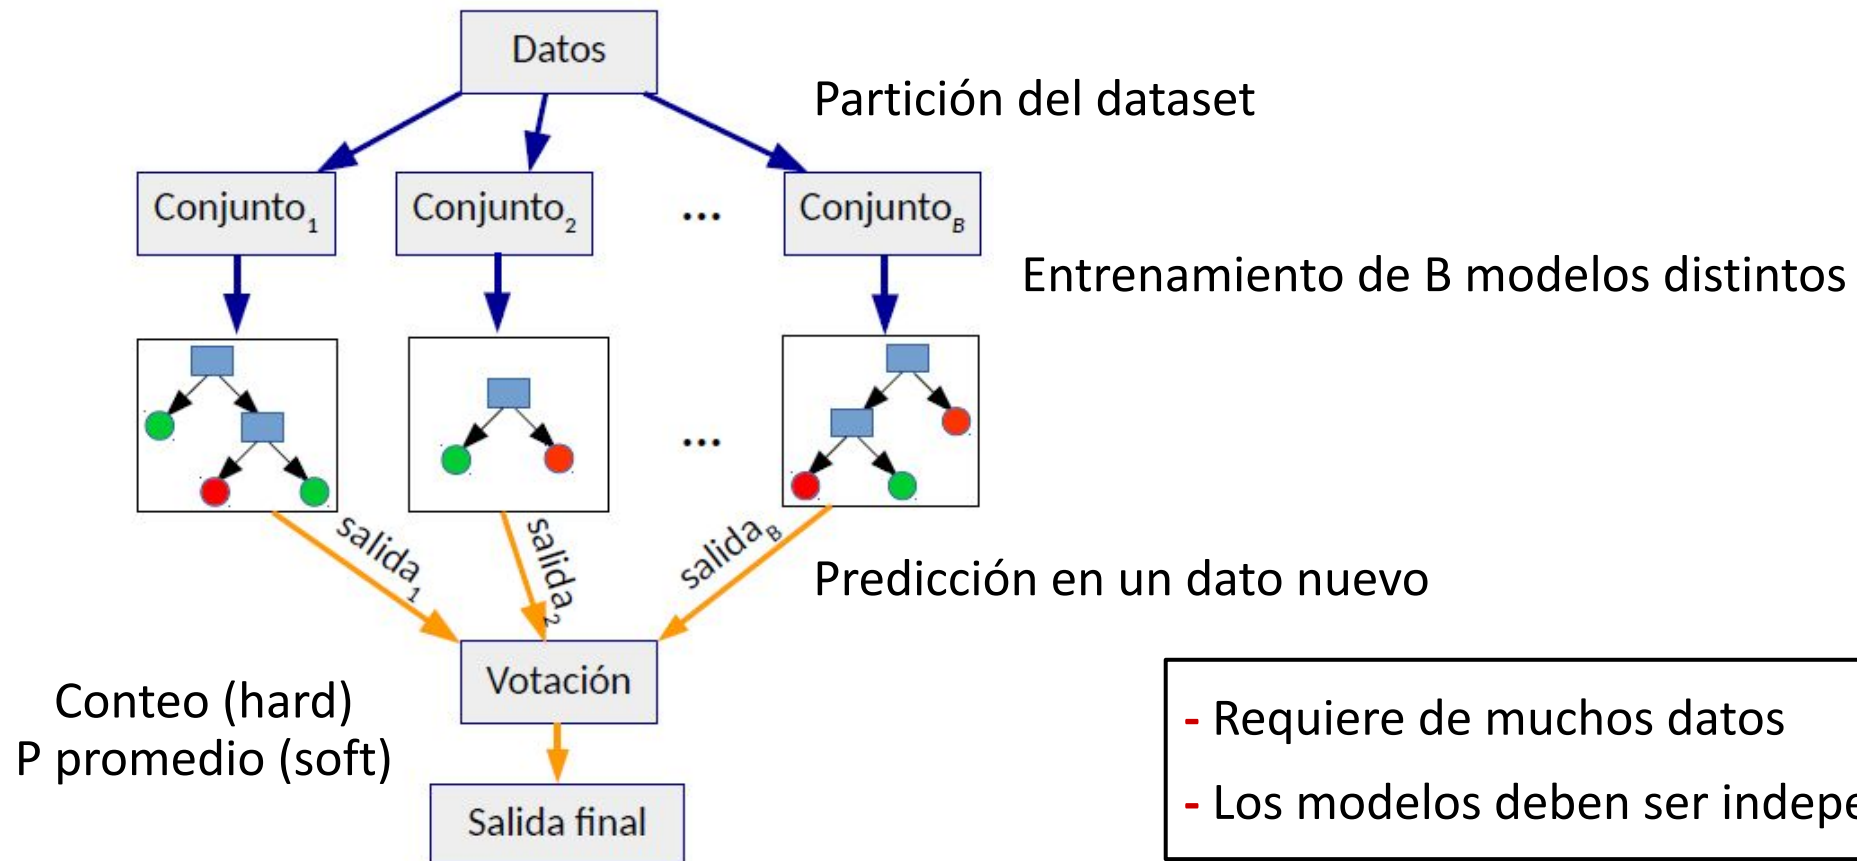 Datos
Partición del dataset
Conjunto1
Conjunto2
...
ConjuntoB
Entrenamiento de B modelos distintos
...
salida1
salida2
salidaB
Predicción en un dato nuevo
Votación
Conteo (hard)
P promedio (soft)
- Requiere de muchos datos
- Los modelos deben ser
Salida final